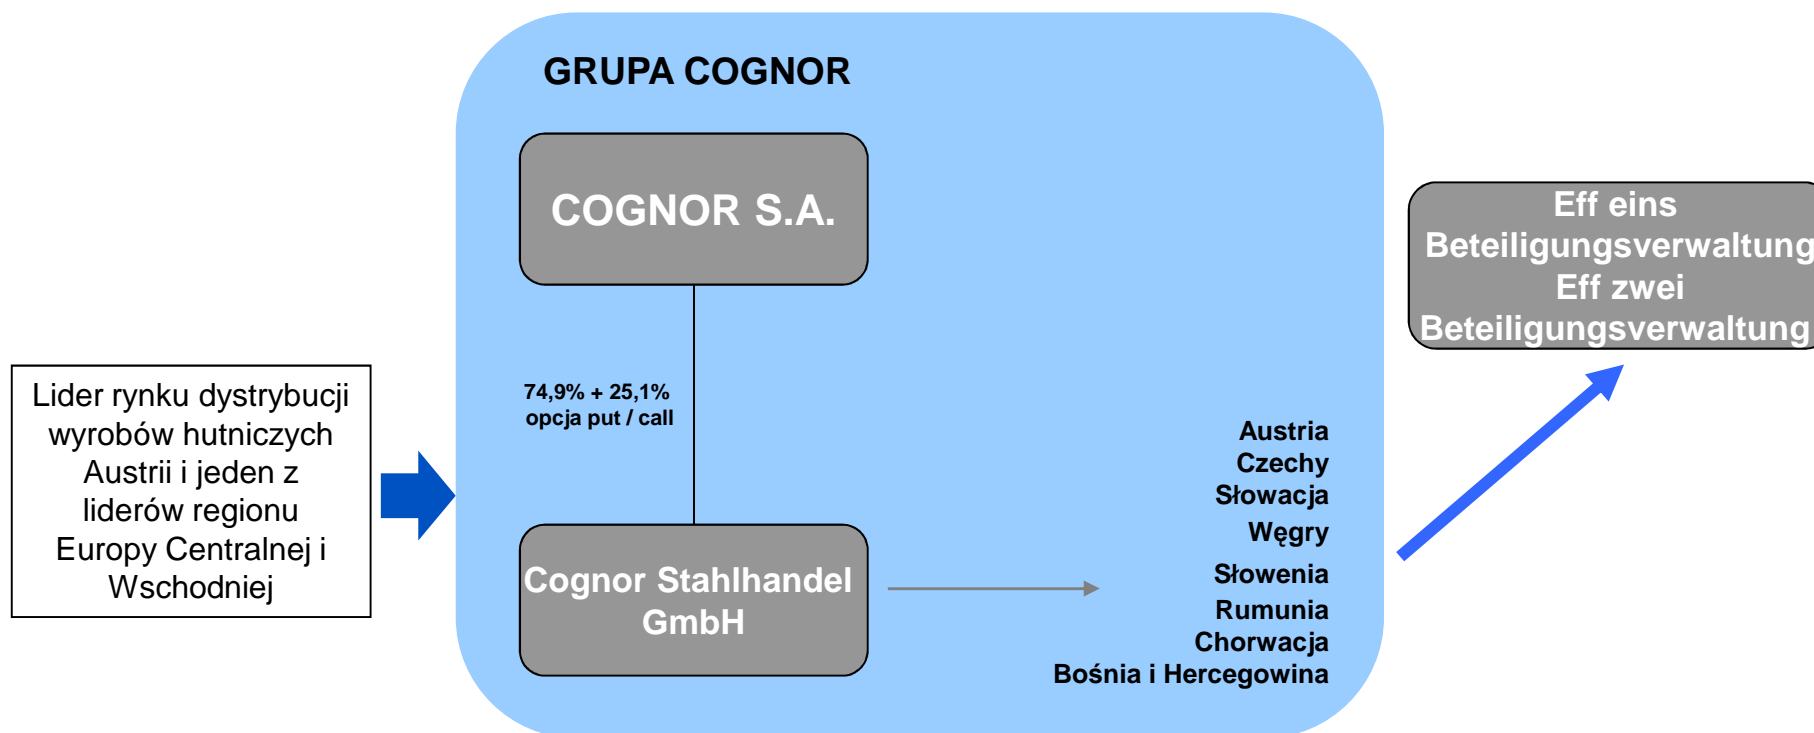 GRUPA COGNOR
COGNOR S.A.
Eff eins
Beteiligungsverwaltung
Eff zwei
Beteiligungsverwaltung
Lider rynku dystrybucji
wyrobów hutniczych
Austrii i jeden z
liderów regionu
Europy Centralnej i
Wschodniej
74,9% + 25,1%
opcja put / call
Cognor Stahlhandel
GmbH
Austria
Czechy
Słowacja
Węgry
Słowenia
Rumunia
Chorwacja
Bośnia i Hercegowina